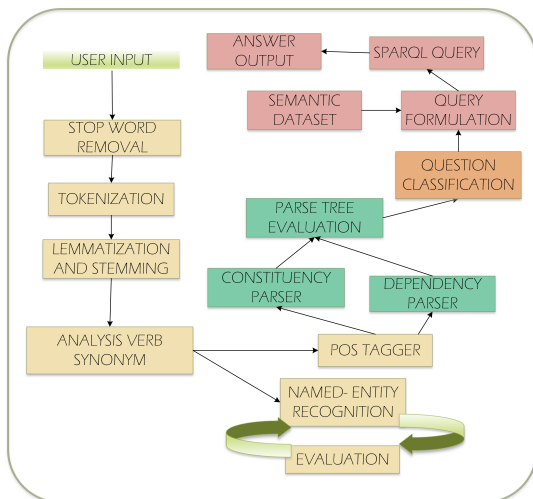 USER INPUT
STOP WORD
REMOVAL
TOKENIZATION
LEMMATIZATION
AND STEMMING
ANALYSIS VERB
SYNONYM
POS TAGGER
NAMED- ENTITY
RECOGNITION
EVALUATION
CONSTITUENCY
PARSER
DEPENDENCY
PARSER
PARSE TREE
EVALUATION
QUESTION
CLASSIFICATION
SEMANTIC
DATASET
QUERY
FORMULATION
SPARQL QUERY
ANSWER
OUTPUT